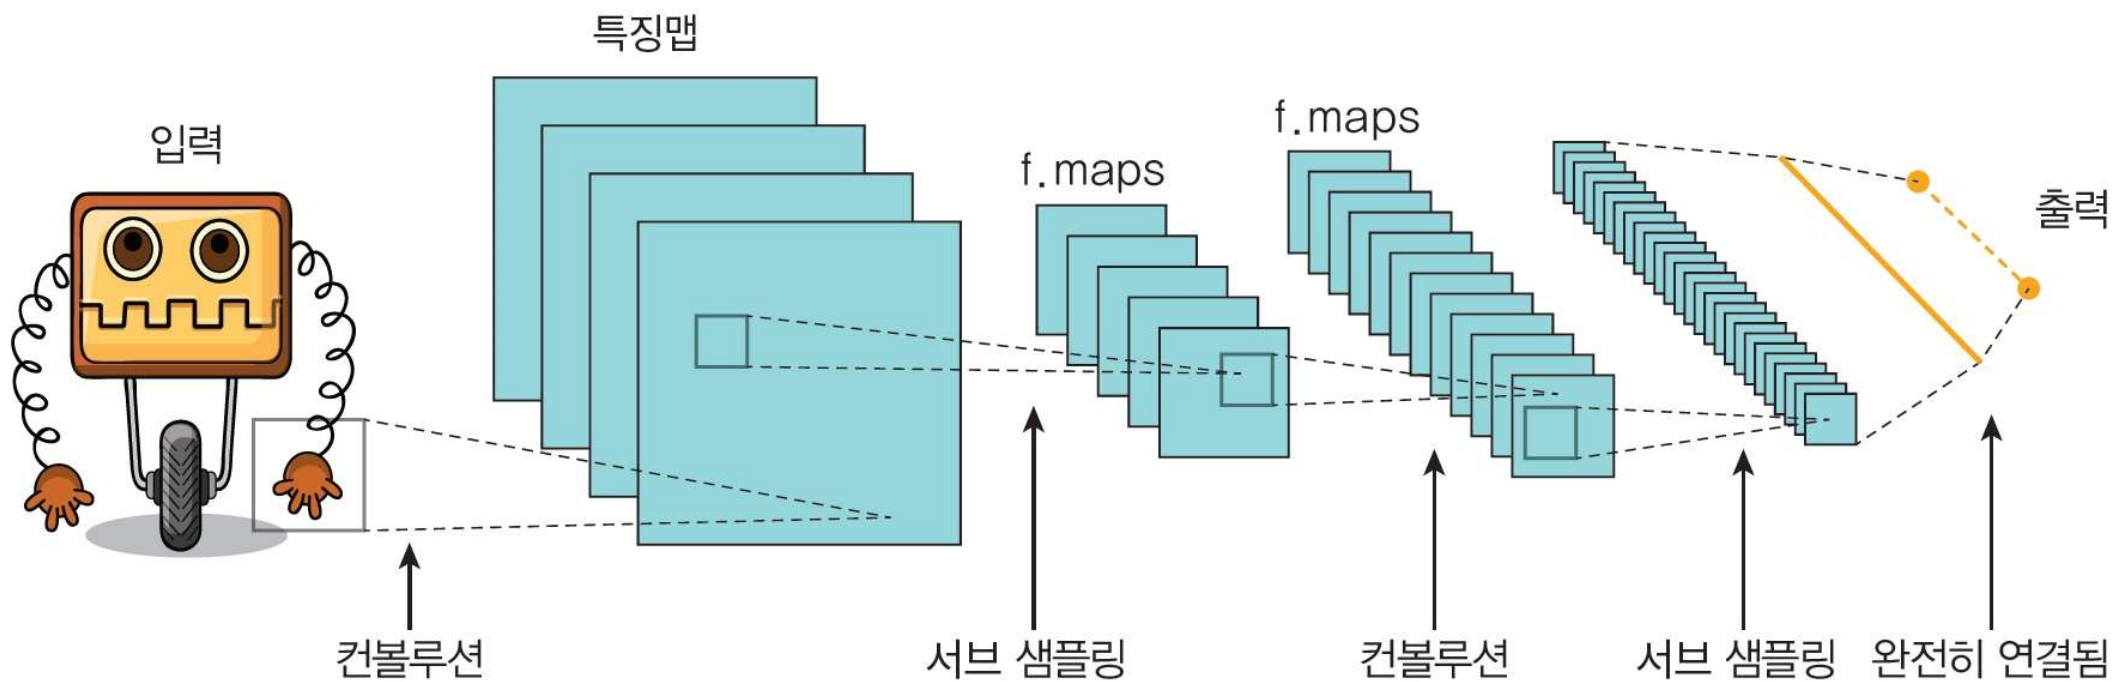 특징맵
입력
f.maps
f.maps
출력
컨볼루션
서브 샘플링
컨볼루션
서브 샘플링
완전히 연결됨